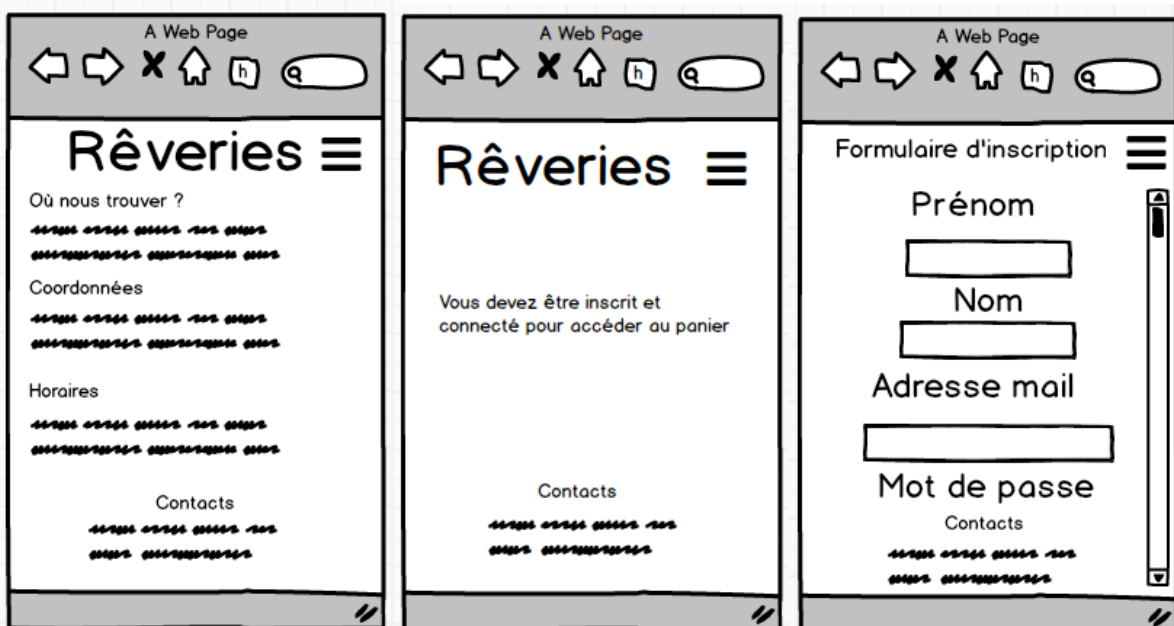 A Web Page
h
Rêveries
Où nous trouver ?
Coordonnées
Horaires
Contacts
A Web Page
h
Rêveries
Vous devez être inscrit et
connecté pour accéder au panier
Contacts
A Web Page
h
Formulaire d'inscription
Prénom
Nom
Adresse mail
Mot de passe
Contacts